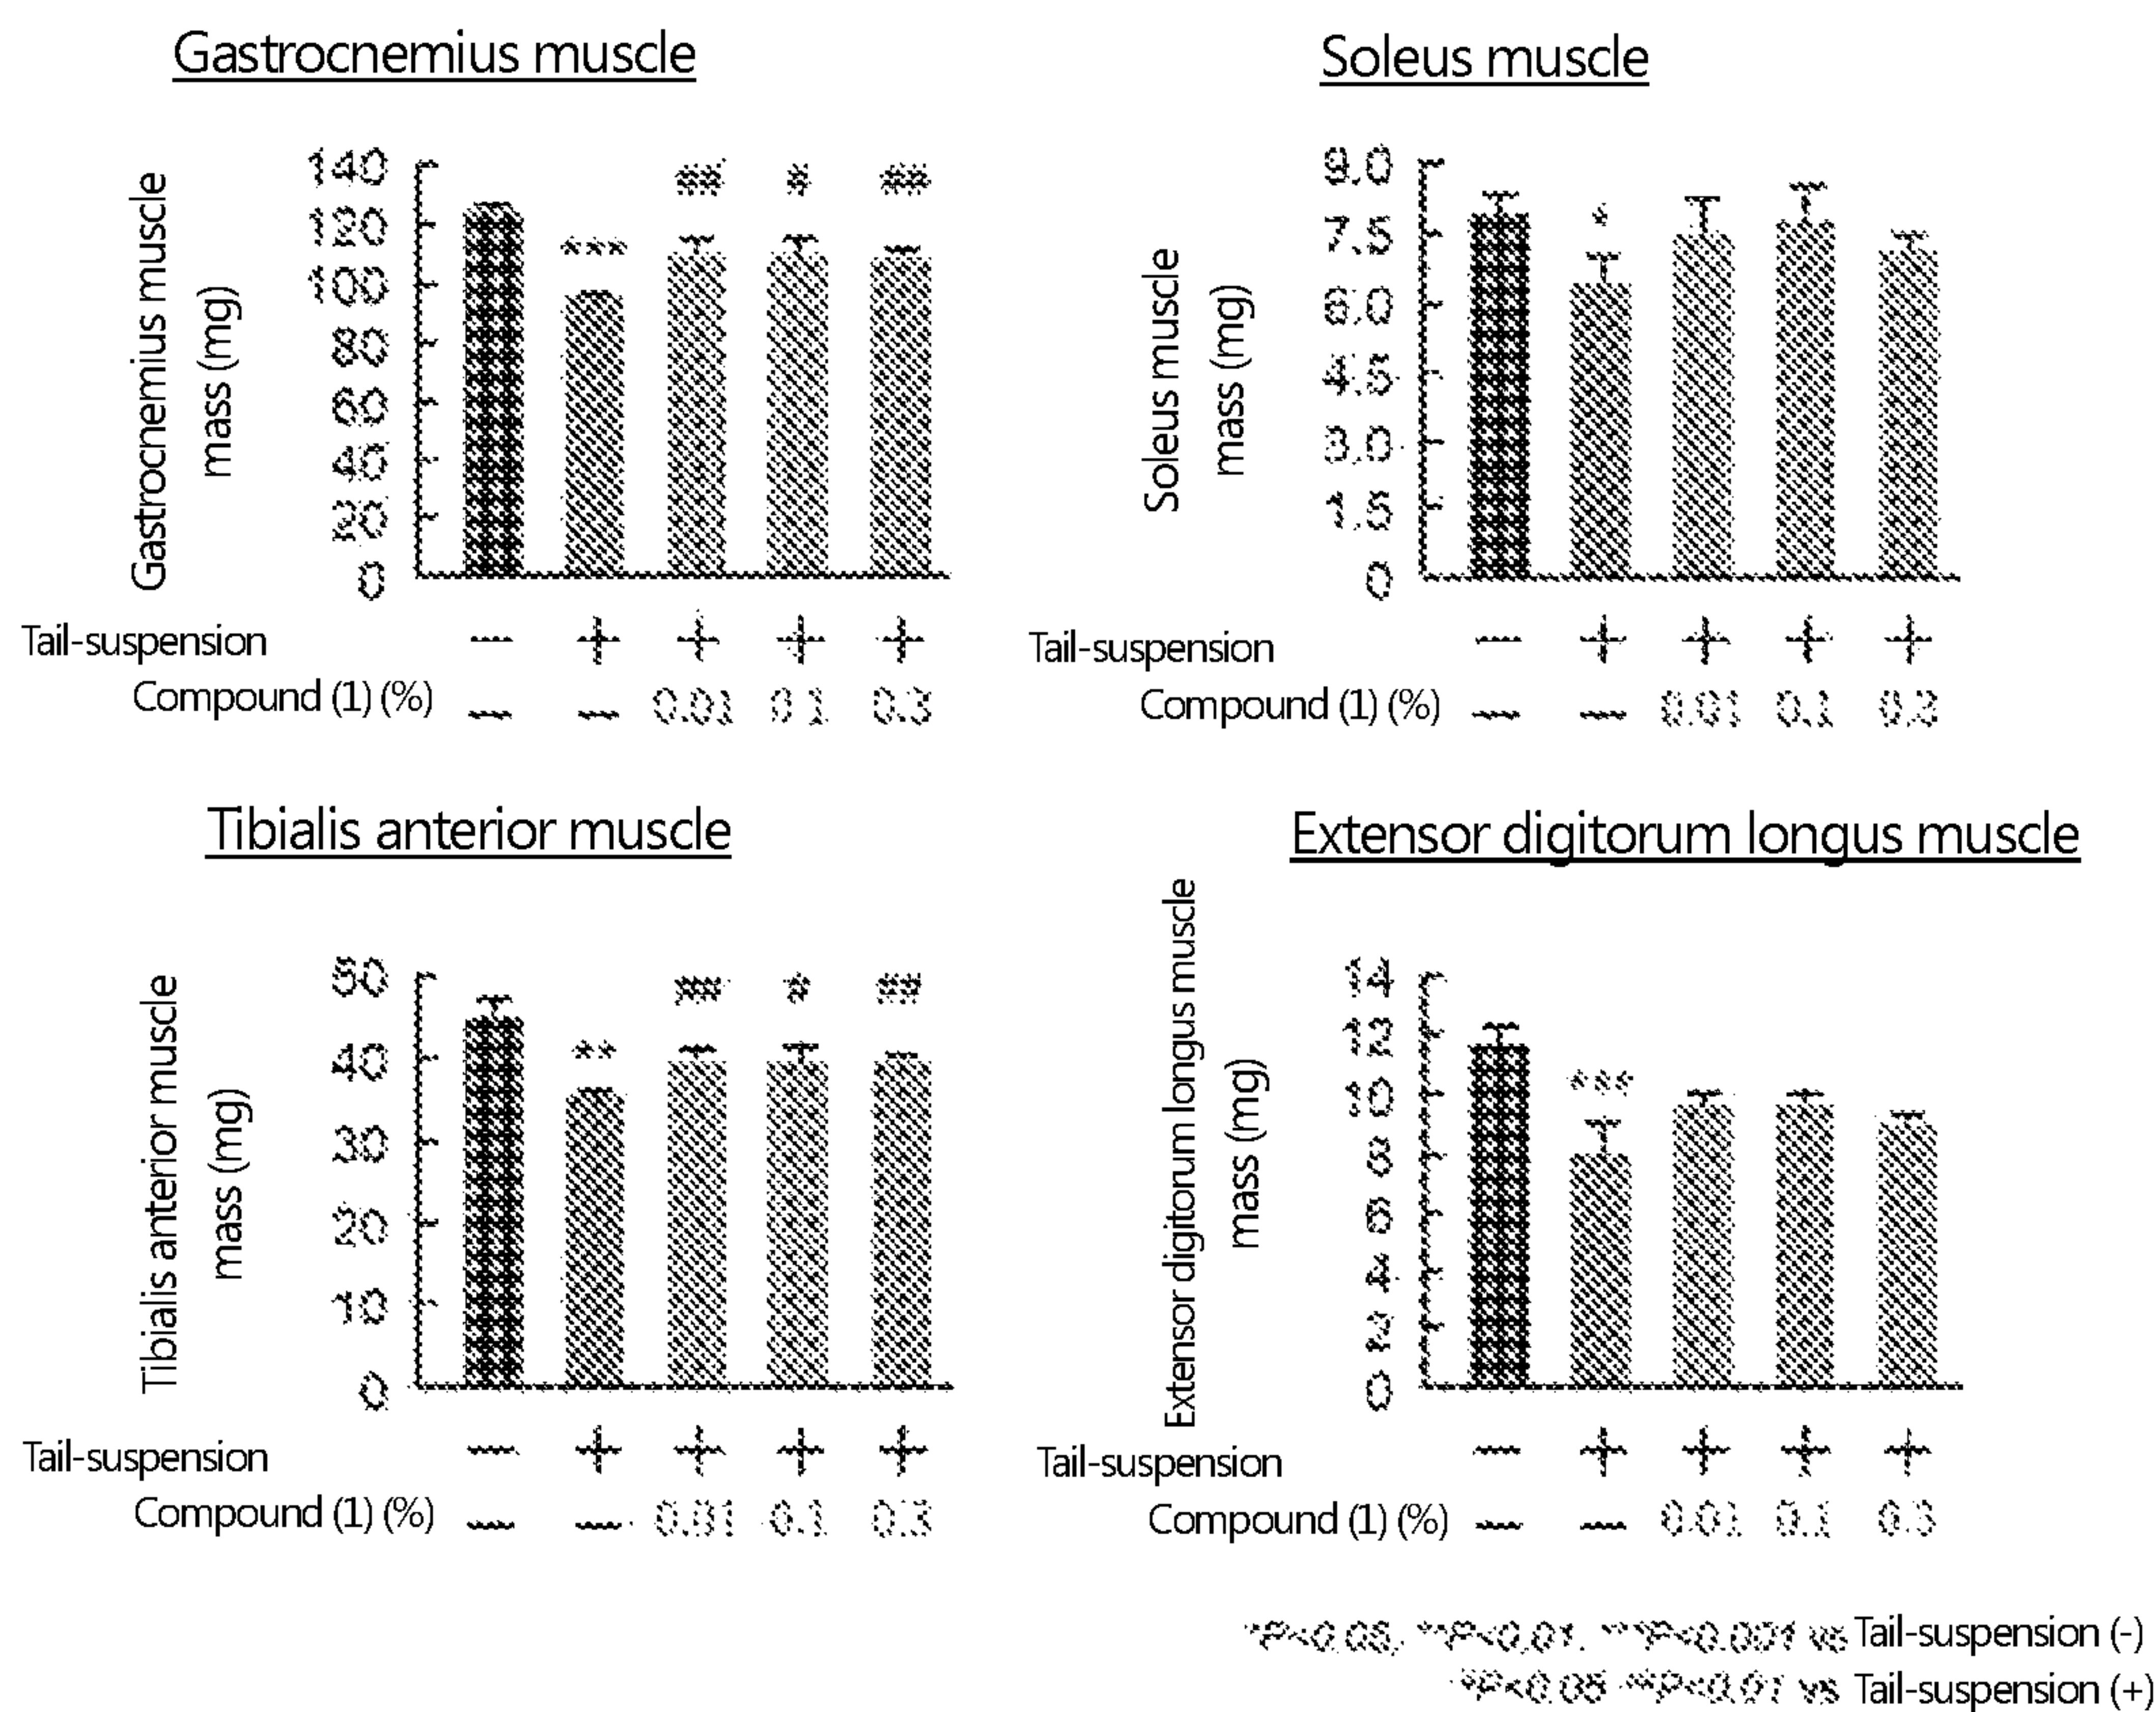 Gastrocnemius muscle
Gastrocnemius muscle
mass (mg)
140
120
100
80
60
40
20
0
***
##
#
##
Tail-suspension — + + + +
Compound (1) (%) — — 0.01 0.1 0.3
Soleus muscle
Soleus muscle
mass (mg)
9.0
7.5
6.0
4.5
3.0
1.5
0
*
Tail-suspension — + + + +
Compound (1) (%) — — 0.01 0.1
Tibialis anterior muscle
Tibialis anterior muscle
mass (mg)
50
40
30
20
10
0
**
##
#
##
Tail-suspension — + + + +
Compound (1) (%) — — 0.01 0.1 0.3
Extensor digitorum longus muscle
Extensor digitorum longus muscle
mass (mg)
14
12
10
8
6
4
2
0
***
Tail-suspension — + + + +
Compound (1) (%) — — 0.01 0.1 0.3
*P<0.05, **P<0.01, ***P<0.001 vs Tail-suspension (-)
#P<0.05 ##P<0.01 vs Tail-suspension (+)